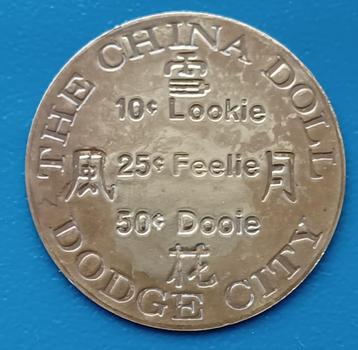 THE CHINA DOLL
雪
10¢ Lookie
風 25¢ Feelie 月
50¢ Dooie
花
DODGE CITY